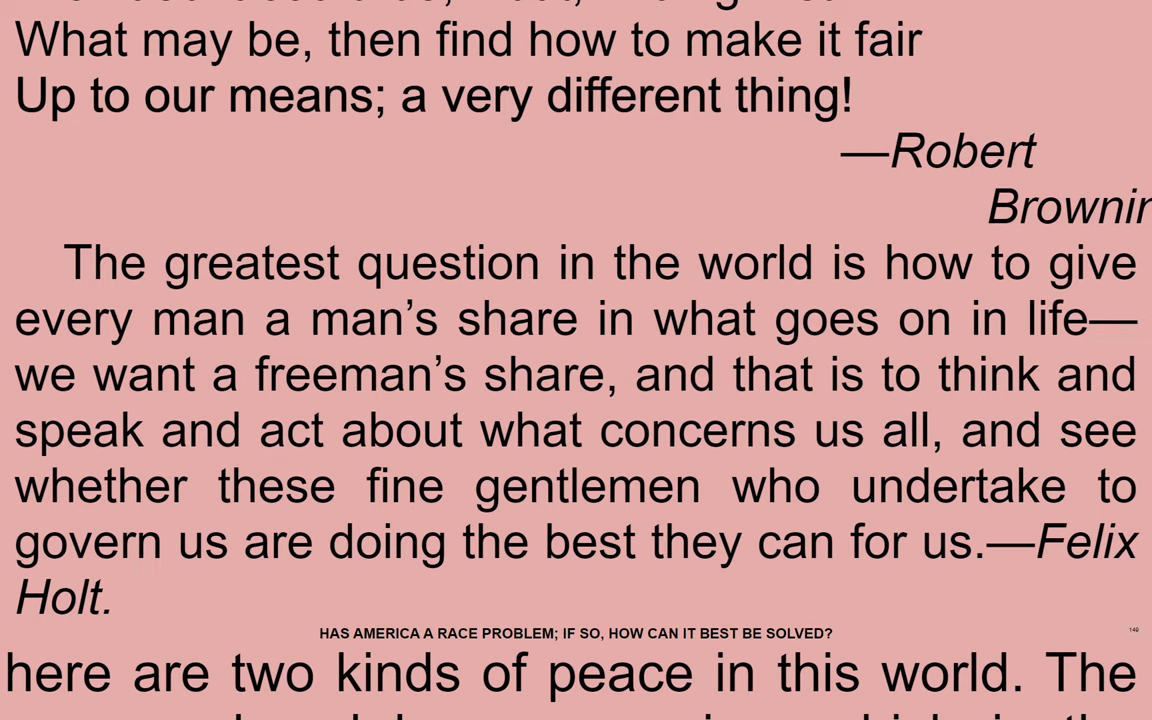 What may be, then find how to make it fair
Up to our means; a very different thing!
—Robert
Brownin
The greatest question in the world is how to give
every man a man’s share in what goes on in life—
we want a freeman’s share, and that is to think and
speak and act about what concerns us all, and see
whether these fine gentlemen who undertake to
govern us are doing the best they can for us.—Felix
Holt.
HAS AMERICA A RACE PROBLEM; IF SO, HOW CAN IT BEST BE SOLVED?
149
here are two kinds of peace in this world. The